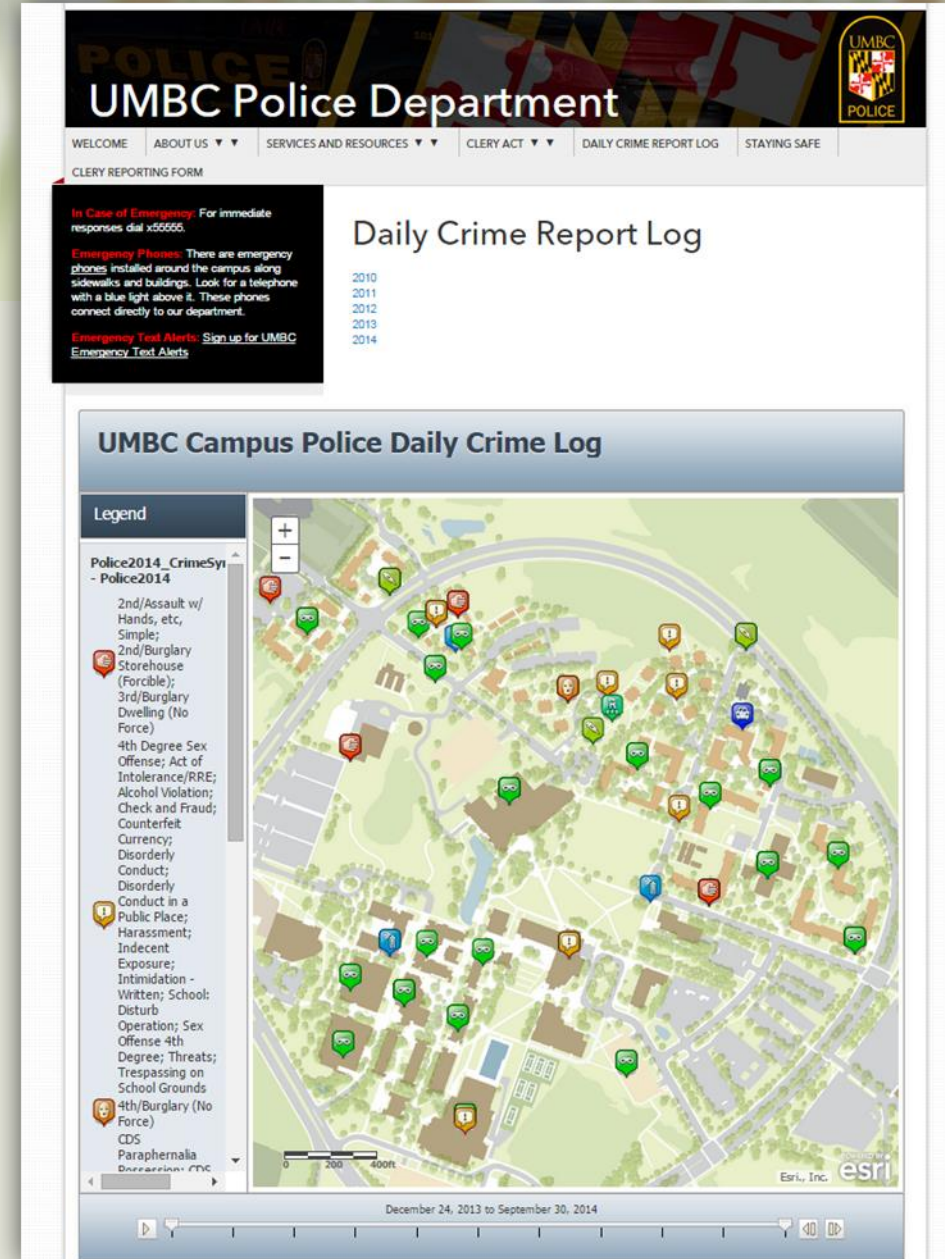 POLICE
UMBC
POLICE
UMBC Police Department
WELCOME ABOUT US ▼ ▼ SERVICES AND RESOURCES ▼ ▼ CLERY ACT ▼ ▼ DAILY CRIME REPORT LOG STAYING SAFE
CLERY REPORTING FORM
In Case of Emergency: For immediate
responses dial x55555.
Emergency Phones: There are emergency
phones installed around the campus along
sidewalks and buildings. Look for a telephone
with a blue light above it. These phones
connect directly to our department.
Emergency Text Alerts: Sign up for UMBC
Emergency Text Alerts
Daily Crime Report Log
2010
2011
2012
2013
2014
UMBC Campus Police Daily Crime Log
Legend
Police2014_CrimeSyr
- Police2014
2nd/Assault w/
Hands, etc,
Simple;
2nd/Burglary
Storehouse
(Forcible);
3rd/Burglary
Dwelling (No
Force)
4th Degree Sex
Offense; Act of
Intolerance/RRE;
Alcohol Violation;
Check and Fraud;
Counterfeit
Currency;
Disorderly
Conduct;
Disorderly
Conduct in a
Public Place;
Harassment;
Indecent
Exposure;
Intimidation -
Written; School:
Disturb
Operation; Sex
Offense 4th
Degree; Threats;
Trespassing on
School Grounds
4th/Burglary (No
Force)
CDS
Paraphernalia
Possession; CDS
+
−
0 200 400ft
Esri., Inc.
esri
December 24, 2013 to September 30, 2014